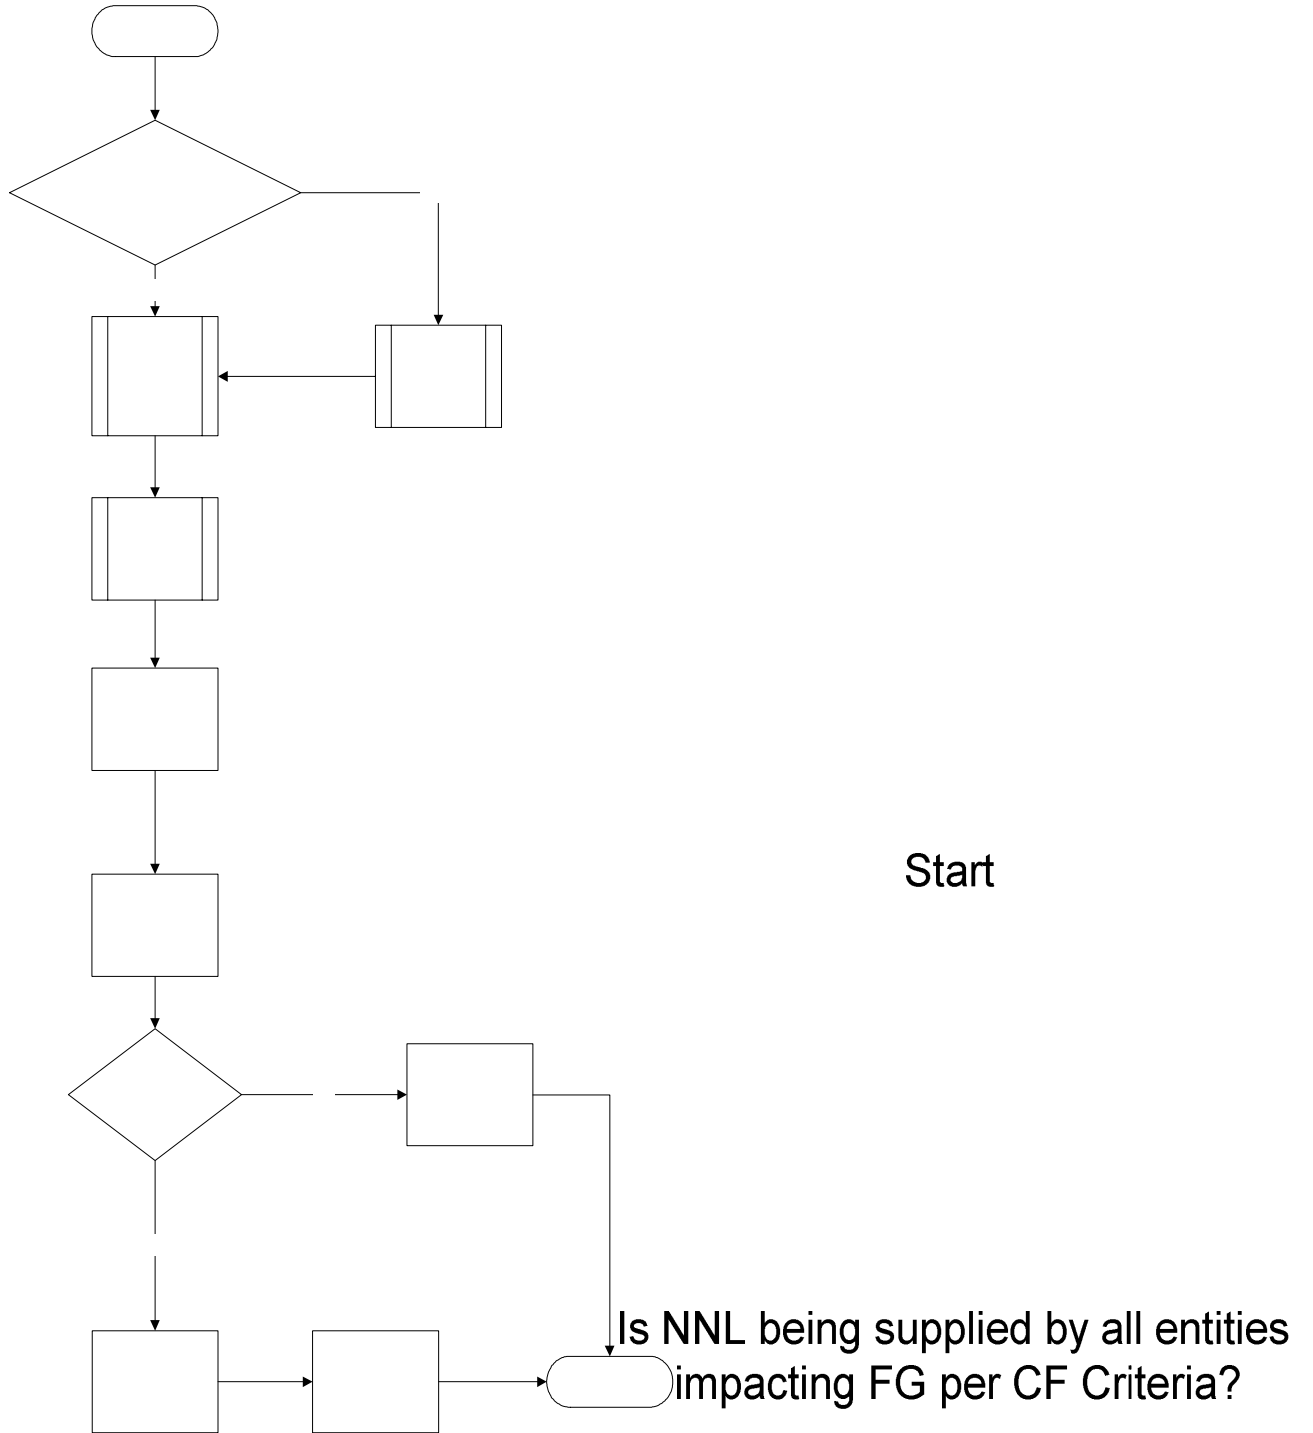 Start
Is NNL being supplied by all entities
impacting FG per CF Criteria?